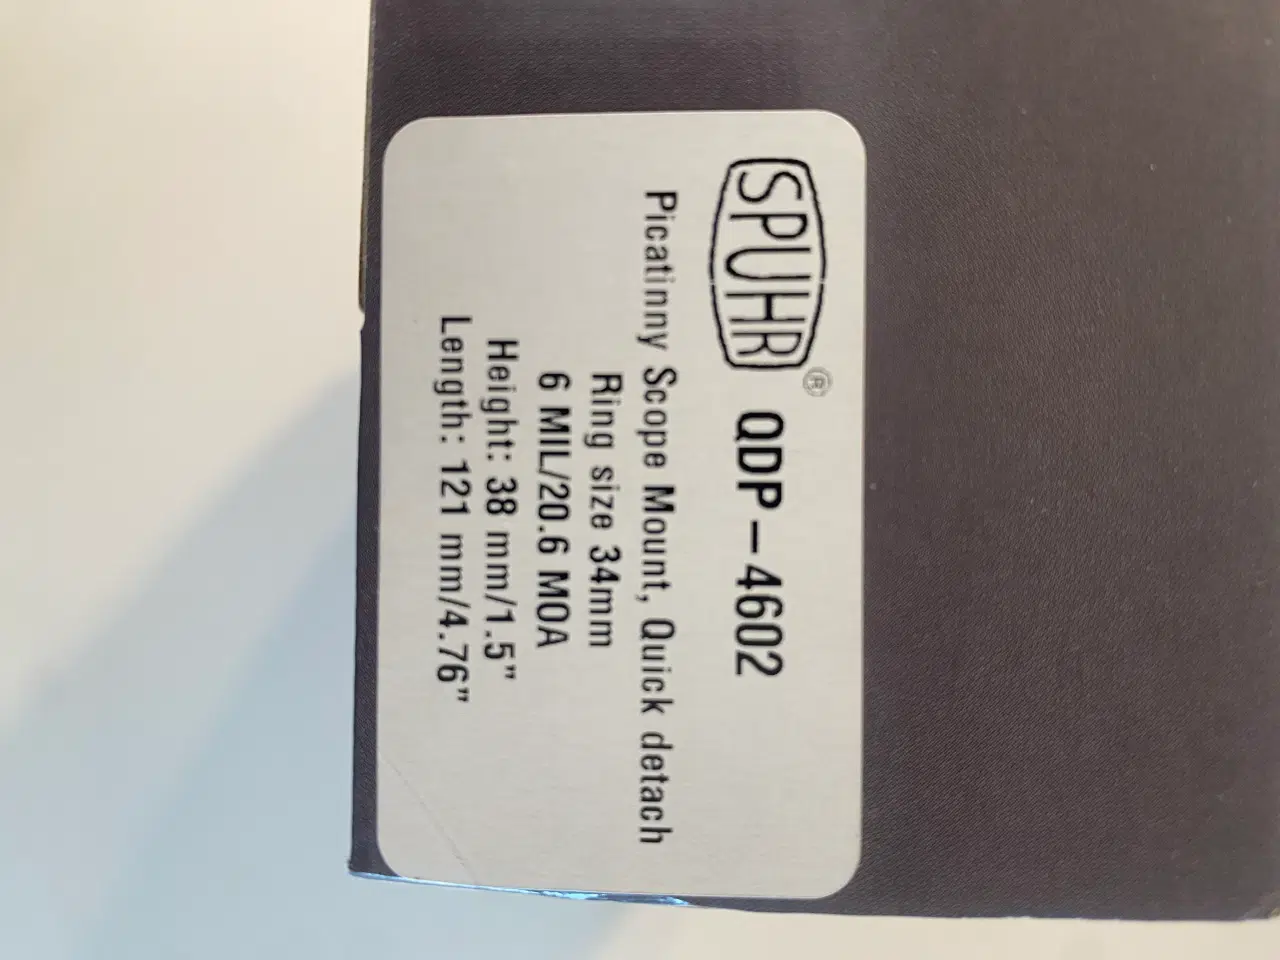 SPUHR® QDP-4602
Picatinny Scope Mount, Quick detach
Ring size 34mm
6 MIL/20.6 MOA
Height: 38 mm/1.5"
Length: 121 mm/4.76"